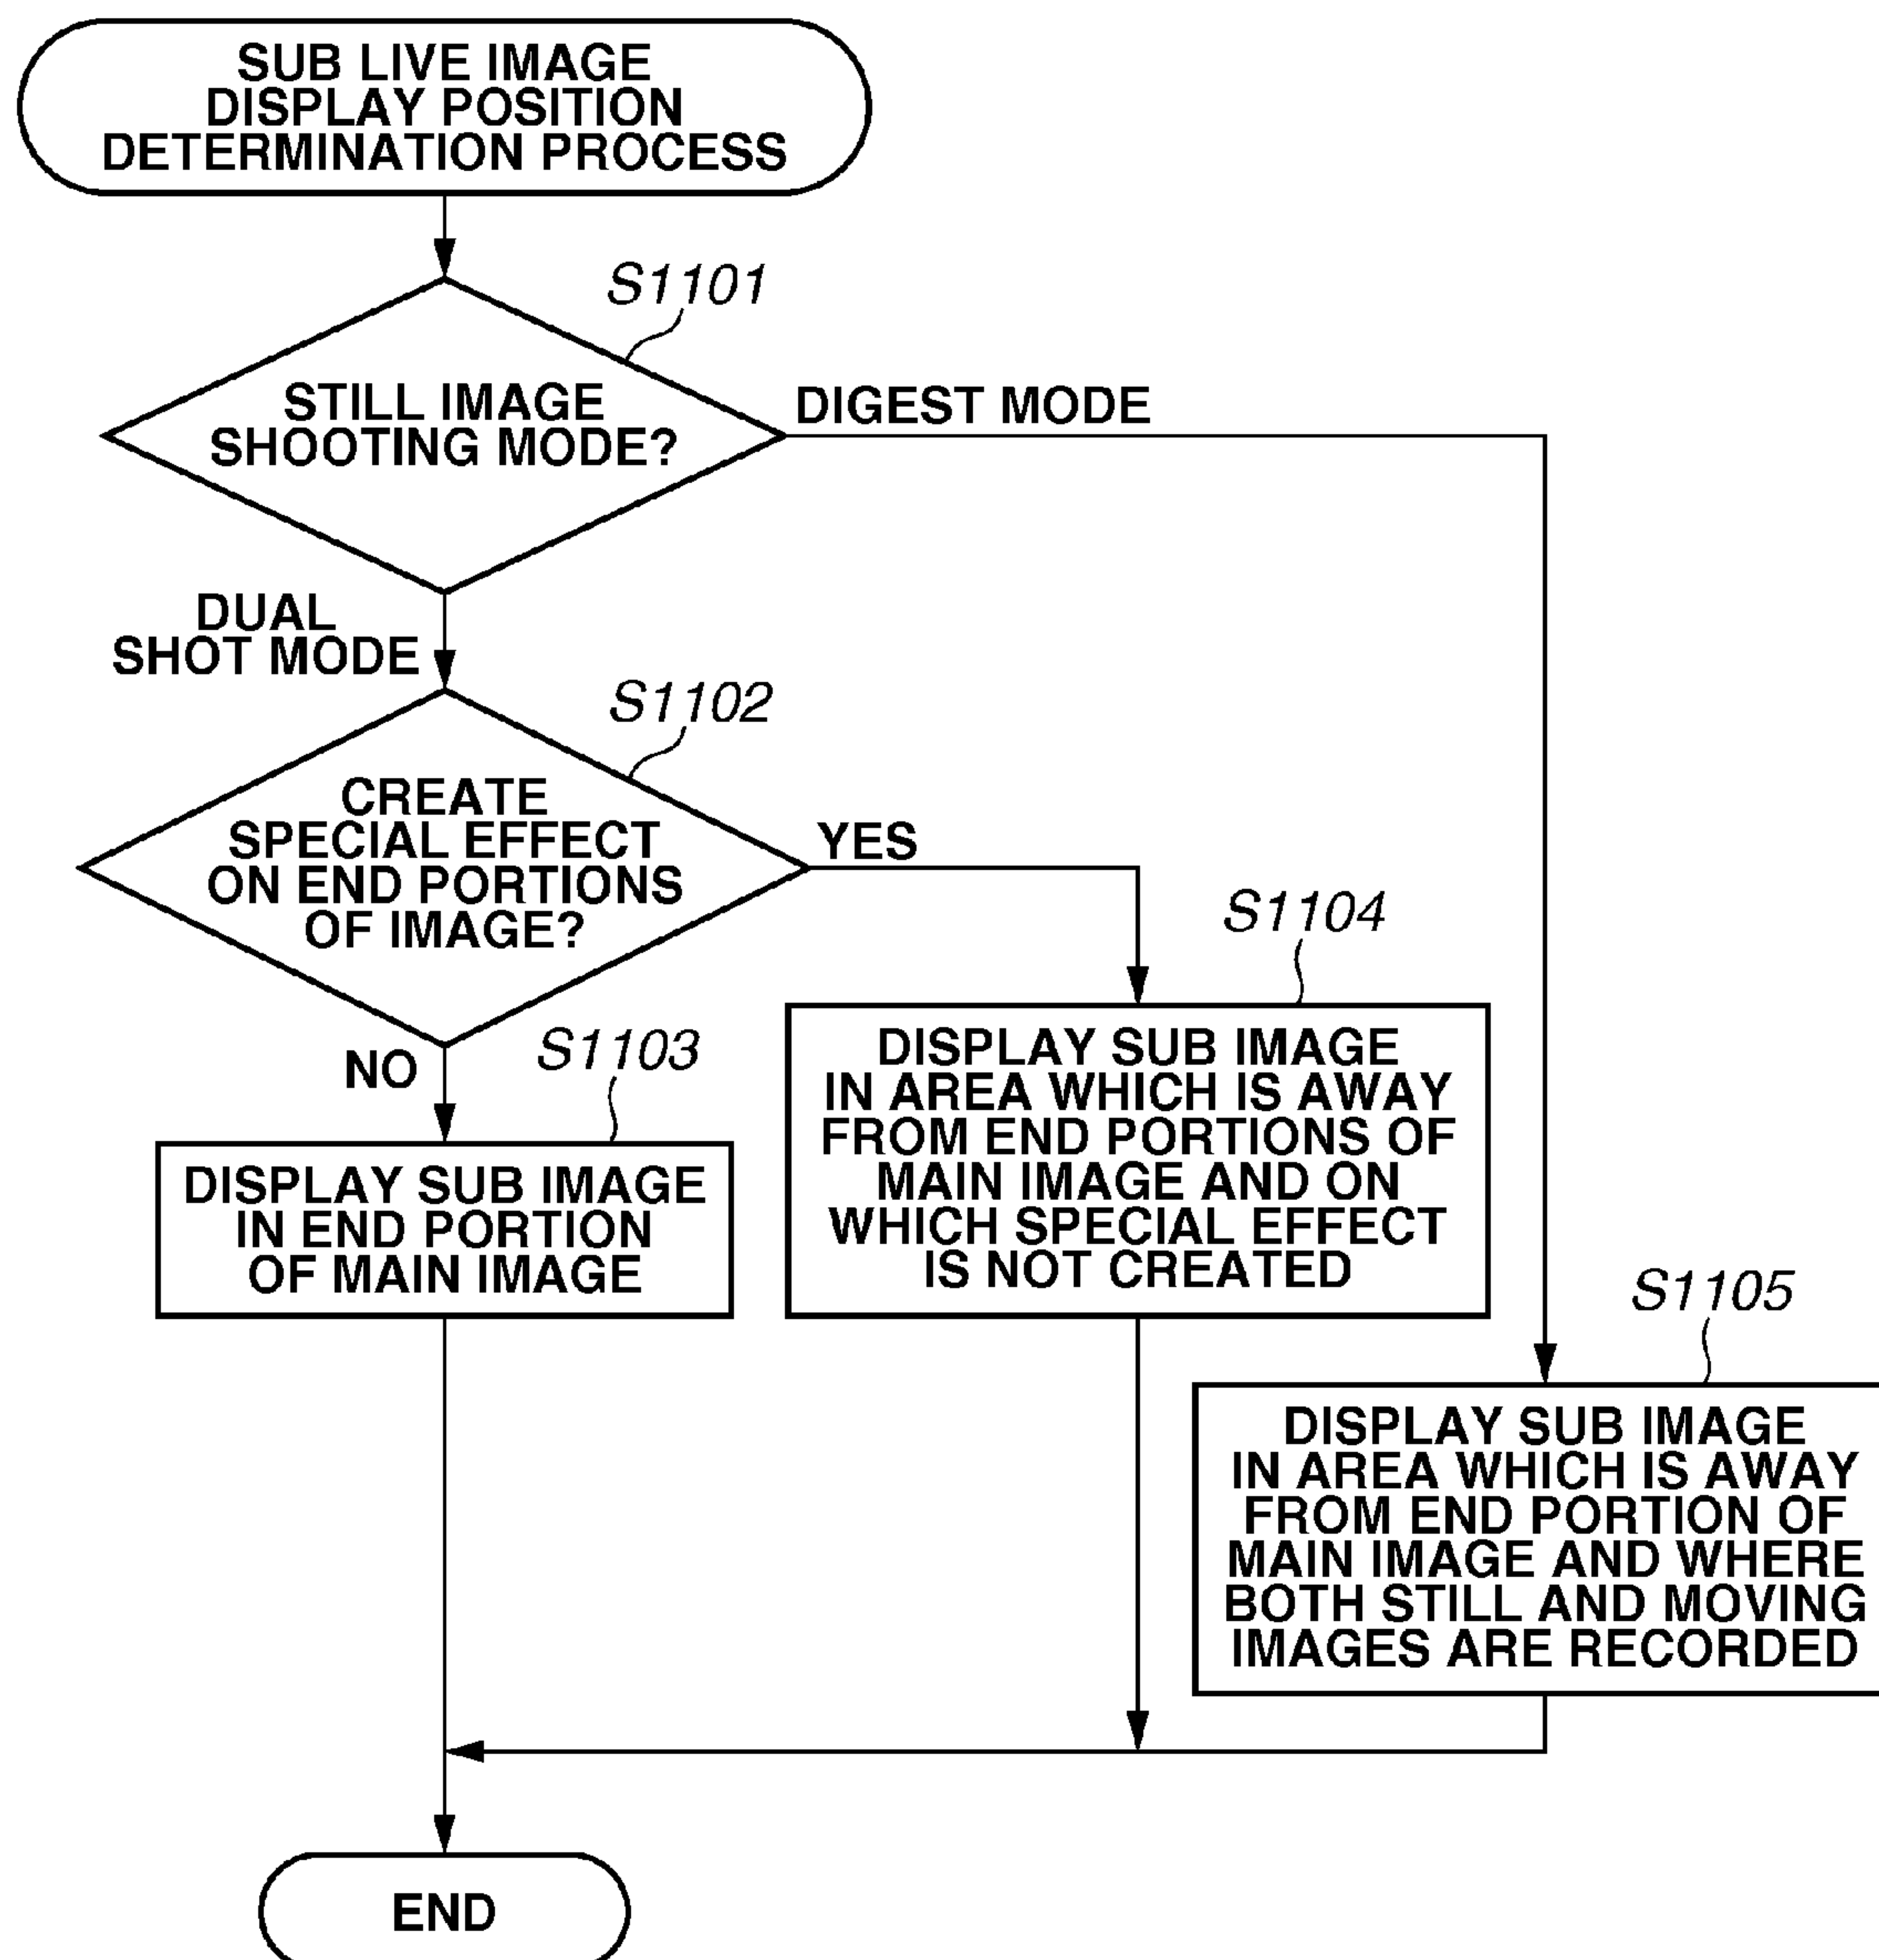 SUB LIVE IMAGE
DISPLAY POSITION
DETERMINATION PROCESS
S1101
STILL IMAGE
SHOOTING MODE?
DIGEST MODE
DUAL
SHOT MODE
S1102
CREATE
SPECIAL EFFECT
ON END PORTIONS
OF IMAGE?
YES
NO
S1103
DISPLAY SUB IMAGE
IN END PORTION
OF MAIN IMAGE
S1104
DISPLAY SUB IMAGE
IN AREA WHICH IS AWAY
FROM END PORTIONS OF
MAIN IMAGE AND ON
WHICH SPECIAL EFFECT
IS NOT CREATED
S1105
DISPLAY SUB IMAGE
IN AREA WHICH IS AWAY
FROM END PORTION OF
MAIN IMAGE AND WHERE
BOTH STILL AND MOVING
IMAGES ARE RECORDED
END